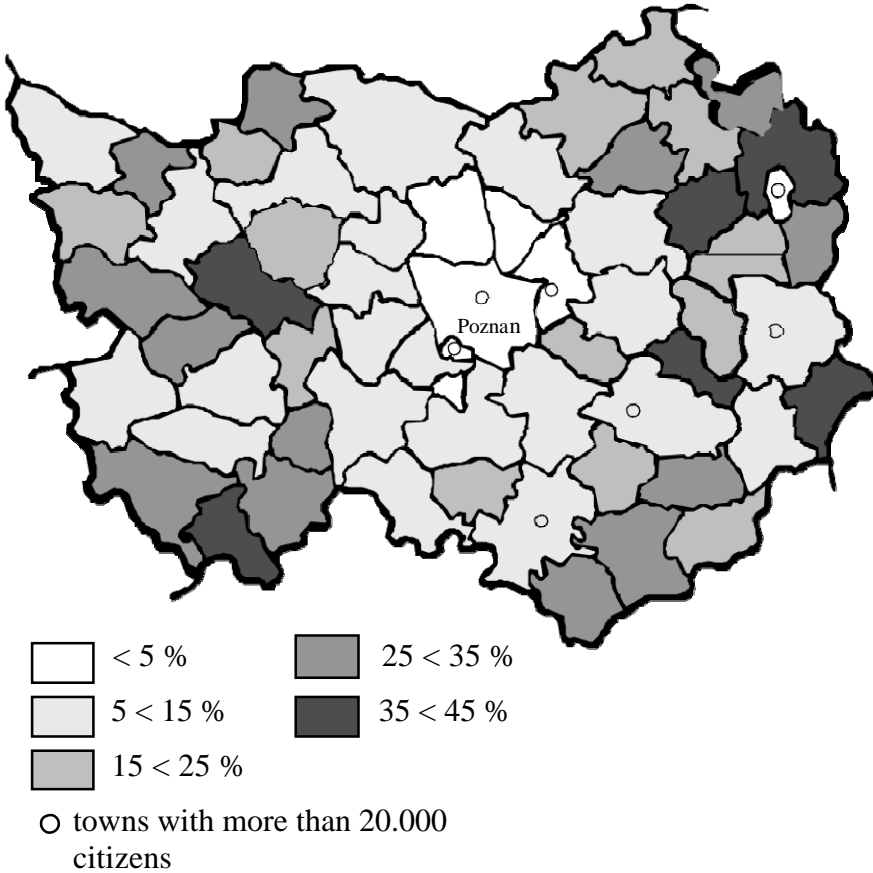 Poznan
< 5 %
25 < 35 %
5 < 15 %
35 < 45 %
15 < 25 %
towns with more than 20.000
citizens